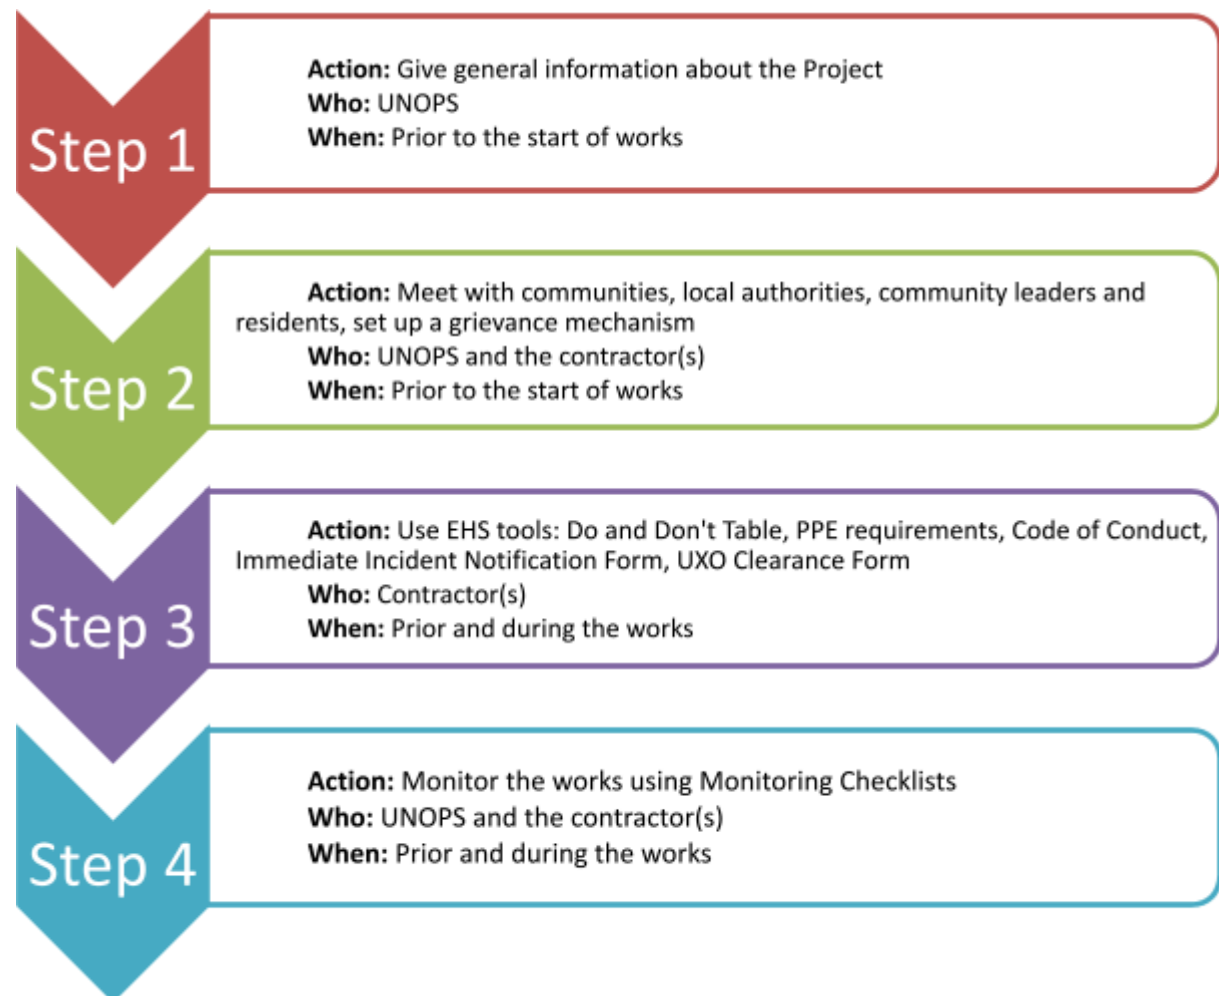 Step 1
Action: Give general information about the Project
Who: UNOPS
When: Prior to the start of works
Step 2
Action: Meet with communities, local authorities, community leaders and
residents, set up a grievance mechanism
Who: UNOPS and the contractor(s)
When: Prior to the start of works
Step 3
Action: Use EHS tools: Do and Don't Table, PPE requirements, Code of Conduct,
Immediate Incident Notification Form, UXO Clearance Form
Who: Contractor(s)
When: Prior and during the works
Step 4
Action: Monitor the works using Monitoring Checklists
Who: UNOPS and the contractor(s)
When: Prior and during the works